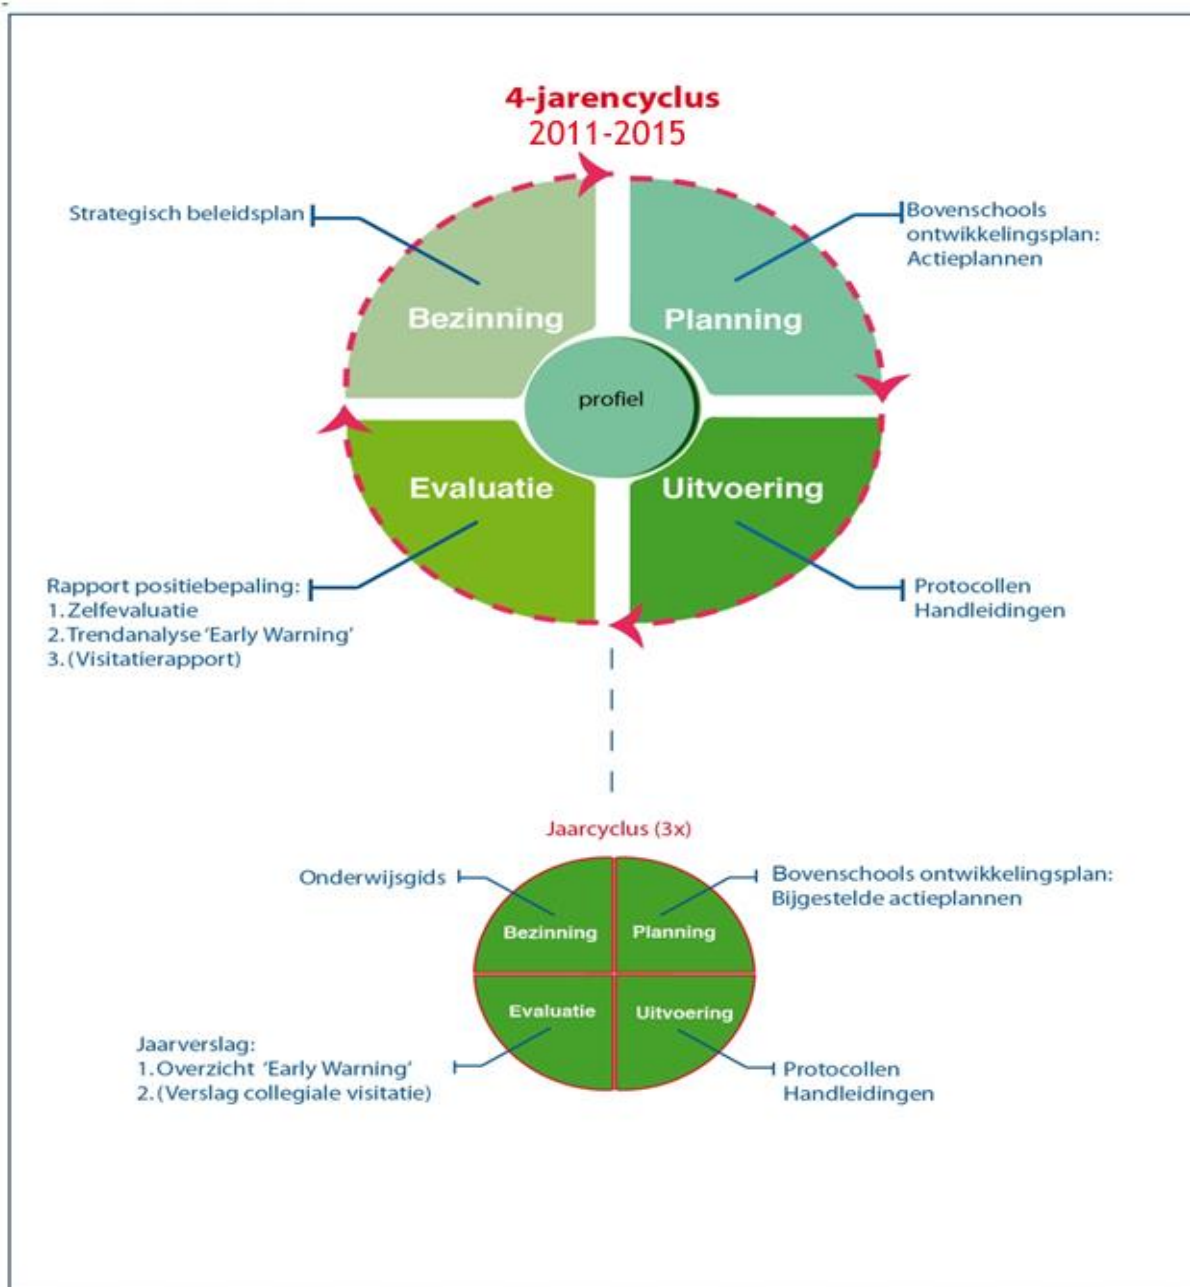 4-jarencyclus
2011-2015
Strategisch beleidsplan
Bovenschools
ontwikkelingsplan:
Actieplannen
Bezinning
Planning
profiel
Evaluatie
Uitvoering
Rapport positiebepaling:
1. Zelfevaluatie
2. Trendanalyse 'Early Warning'
3. (Visitatierapport)
Protocollen
Handleidingen
Jaarcyclus (3x)
Onderwijsgids
Bovenschools ontwikkelingsplan:
Bijgestelde actieplannen
Bezinning
Planning
Evaluatie
Uitvoering
Jaarverslag:
1. Overzicht 'Early Warning'
2. (Verslag collegiale visitatie)
Protocollen
Handleidingen